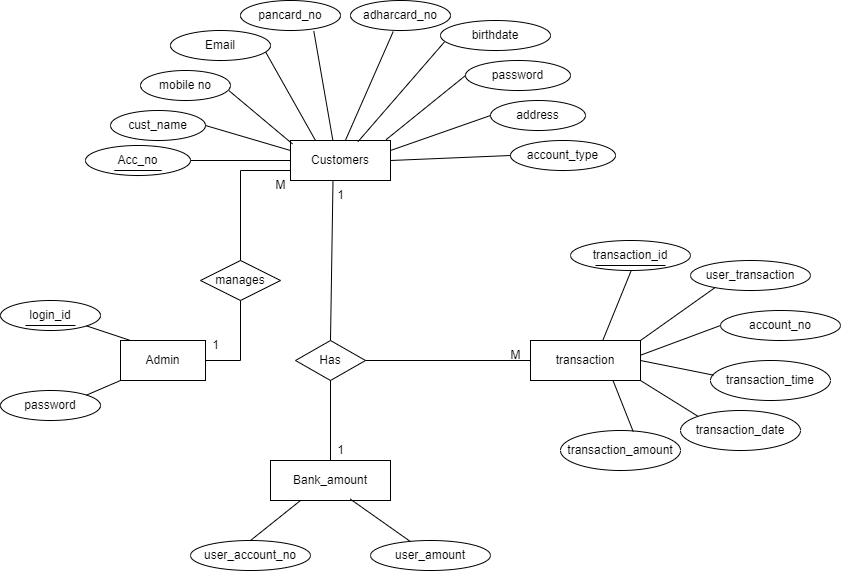 pancard_no
adharcard_no
Email
birthdate
mobile no
password
cust_name
address
Acc_no
Customers
account_type
M
1
manages
transaction_id
user_transaction
login_id
account_no
1
Admin
Has
M
transaction
transaction_time
password
transaction_date
transaction_amount
1
Bank_amount
user_account_no
user_amount